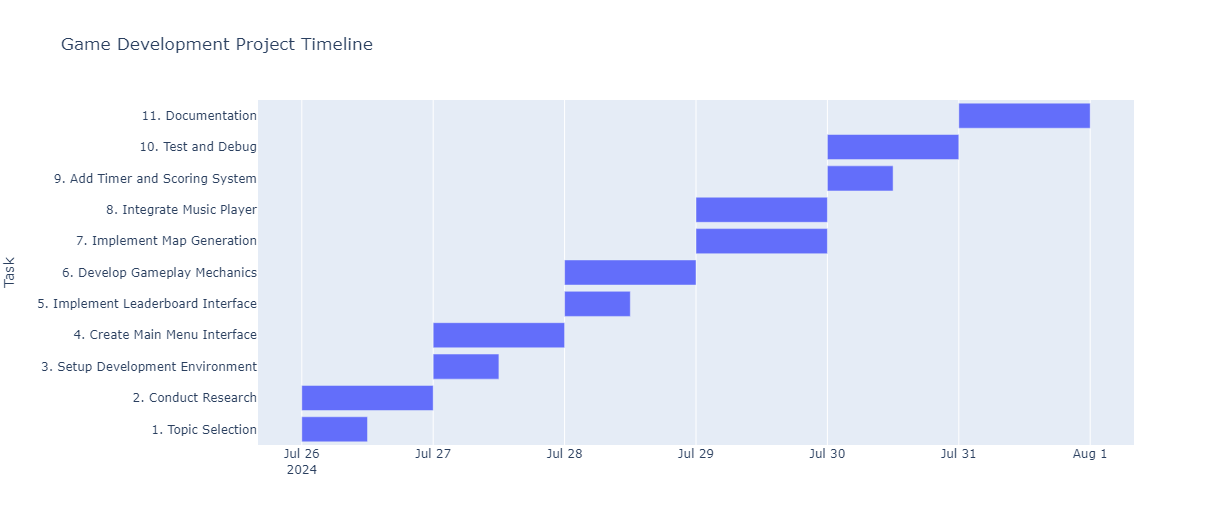 Game Development Project Timeline
Task
11. Documentation
10. Test and Debug
9. Add Timer and Scoring System
8. Integrate Music Player
7. Implement Map Generation
6. Develop Gameplay Mechanics
5. Implement Leaderboard Interface
4. Create Main Menu Interface
3. Setup Development Environment
2. Conduct Research
1. Topic Selection
Jul 26 Jul 27 Jul 28 Jul 29 Jul 30 Jul 31 Aug 1
2024